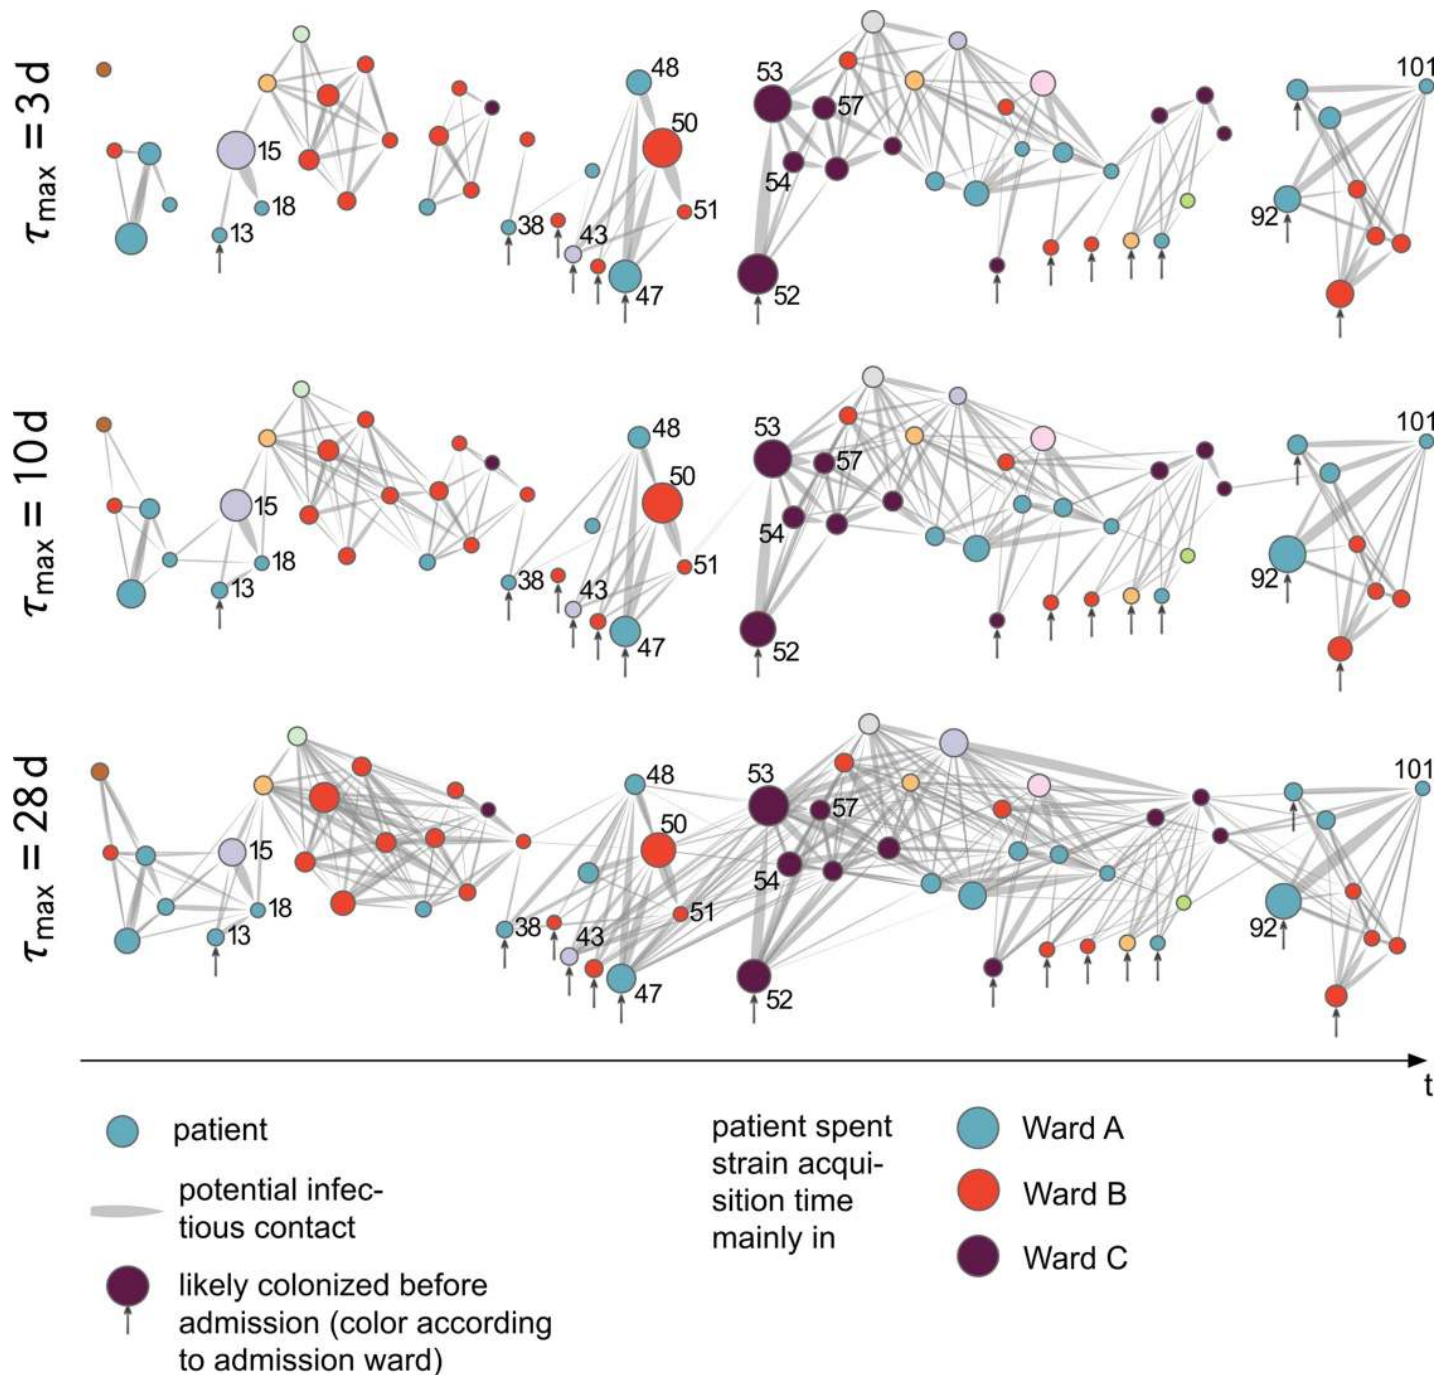 τmax = 3 d
15
18
13
38
43
48
50
51
47
53
57
54
52
101
92
τmax = 10 d
15
18
13
38
43
48
50
51
47
53
57
54
52
101
92
τmax = 28 d
15
18
13
38
43
48
50
51
47
53
57
54
52
101
92
t
patient
potential infec-
tious contact
likely colonized before
admission (color according
to admission ward)
patient spent
strain acqui-
sition time
mainly in
Ward A
Ward B
Ward C